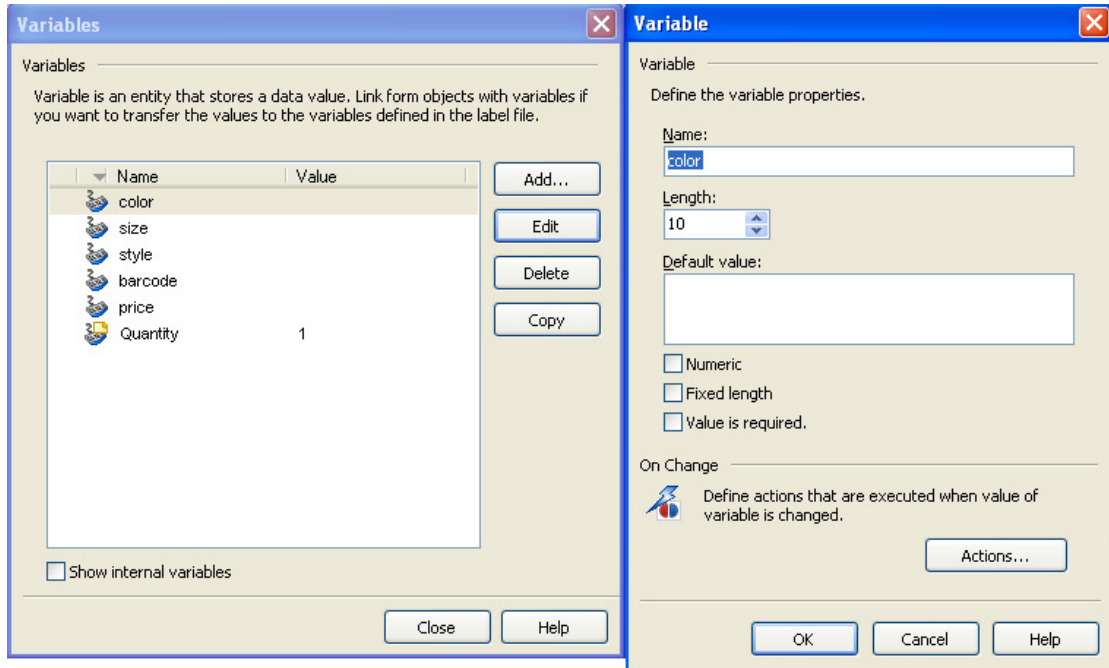 Variables
Variables
Variable is an entity that stores a data value. Link form objects with variables if
you want to transfer the values to the variables defined in the label file.
Name Value
color
size
style
barcode
price
Quantity 1
Add...
Edit
Delete
Copy
Show internal variables
Close Help
Variable
Variable
Define the variable properties.
Name:
color
Length:
10
Default value:
Numeric
Fixed length
Value is required.
On Change
Define actions that are executed when value of
variable is changed.
Actions...
OK Cancel Help